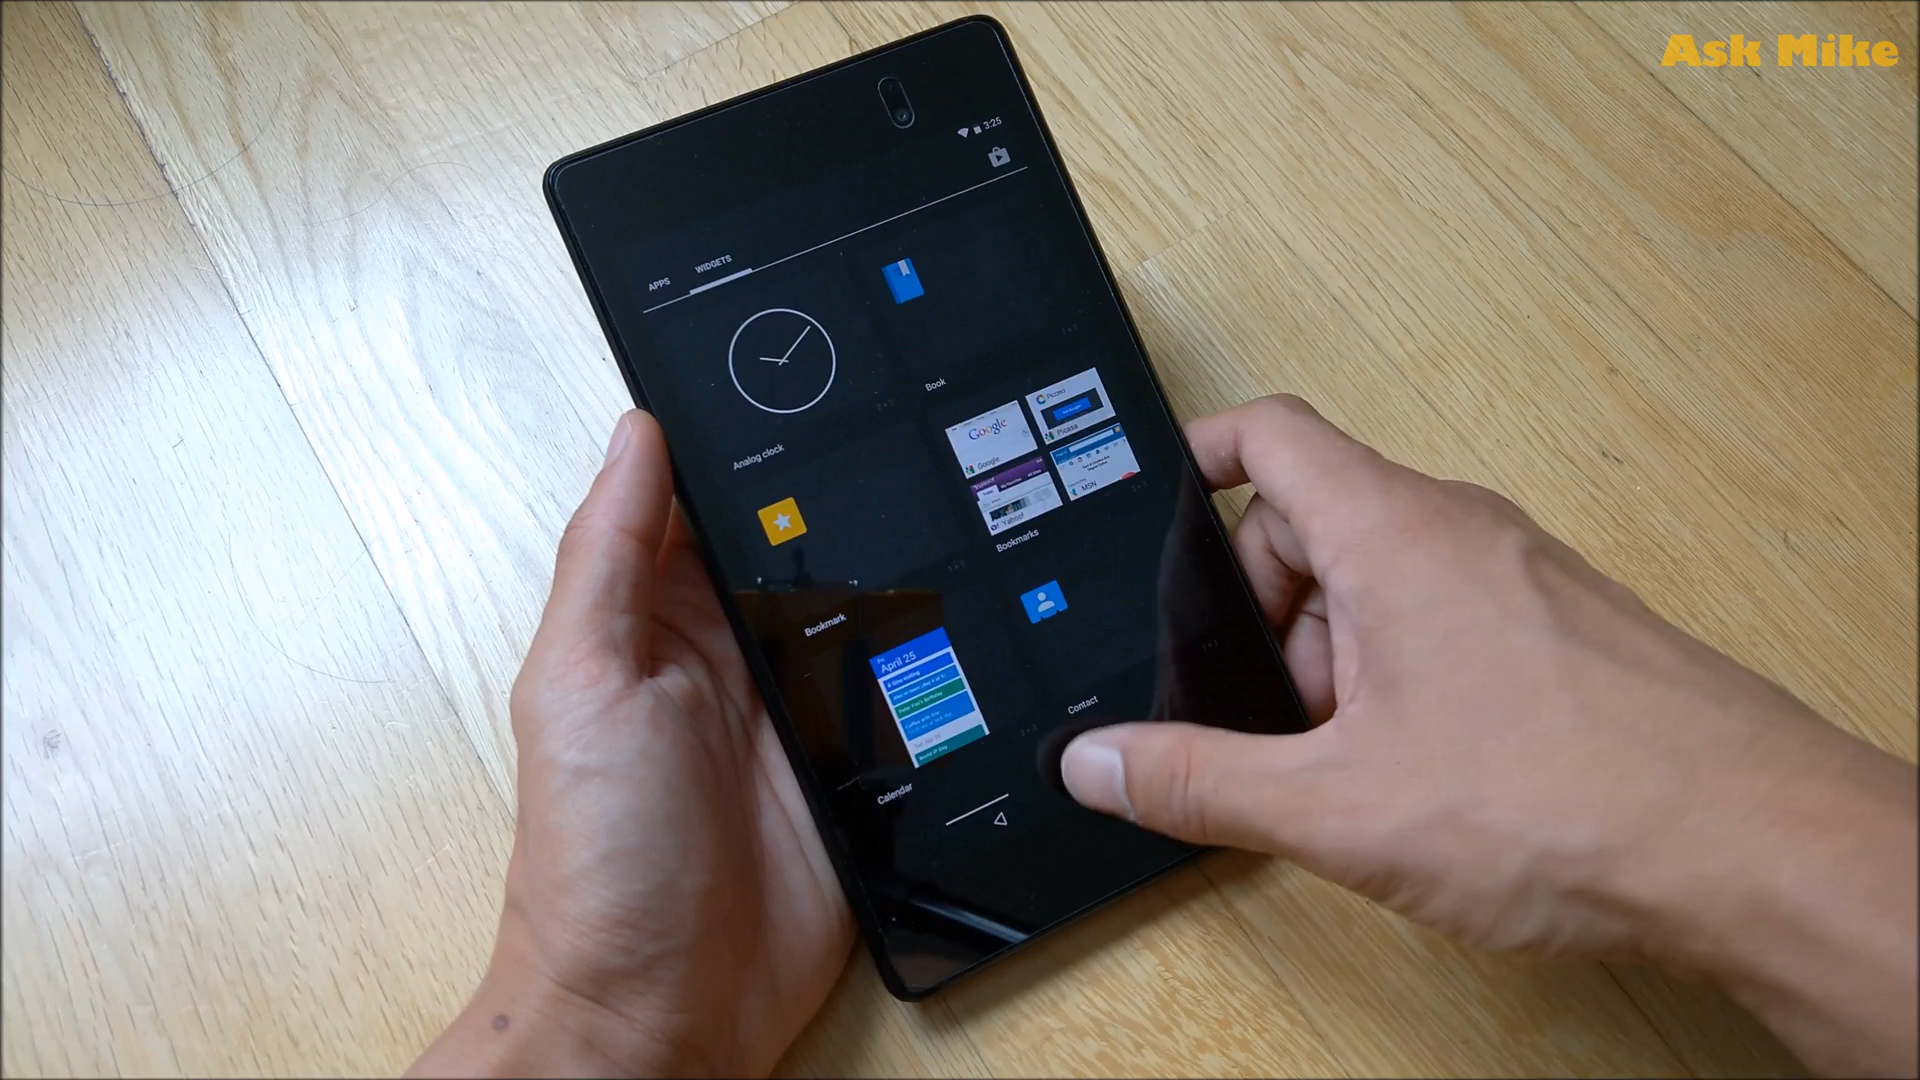 Ask Mike
3:25
APPS WIDGETS
Analog clock
Book
Google
Google
Picasa
Yahoo!
MSN
Bookmarks
Bookmark
Contact
April 25
Calendar